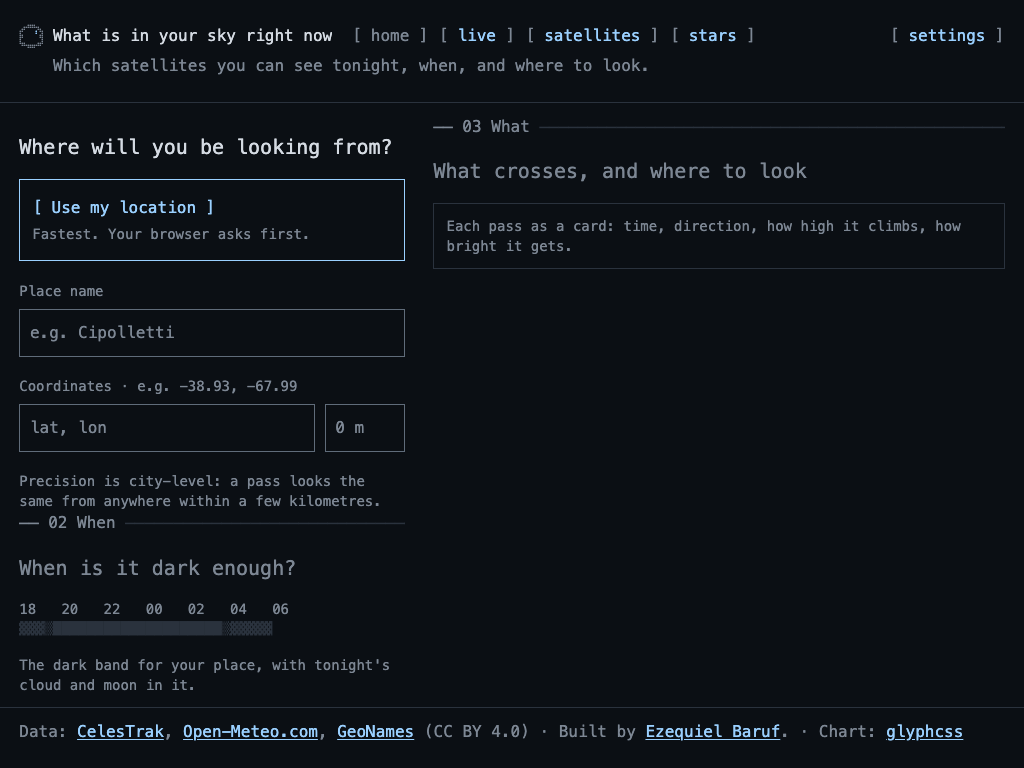 What is in your sky right now [ home ] [ live ] [ satellites ] [ stars ] [ settings ]
Which satellites you can see tonight, when, and where to look.
Where will you be looking from?
[ Use my location ]
Fastest. Your browser asks first.
Place name
e.g. Cipolletti
Coordinates · e.g. −38.93, −67.99
lat, lon
0 m
Precision is city-level: a pass looks the
same from anywhere within a few kilometres.
02 When
When is it dark enough?
18 20 22 00 02 04 06
The dark band for your place, with tonight's
cloud and moon in it.
03 What
What crosses, and where to look
Each pass as a card: time, direction, how high it climbs, how
bright it gets.
Data: CelesTrak, Open-Meteo.com, GeoNames (CC BY 4.0) · Built by Ezequiel Baruf. · Chart: glyphcss